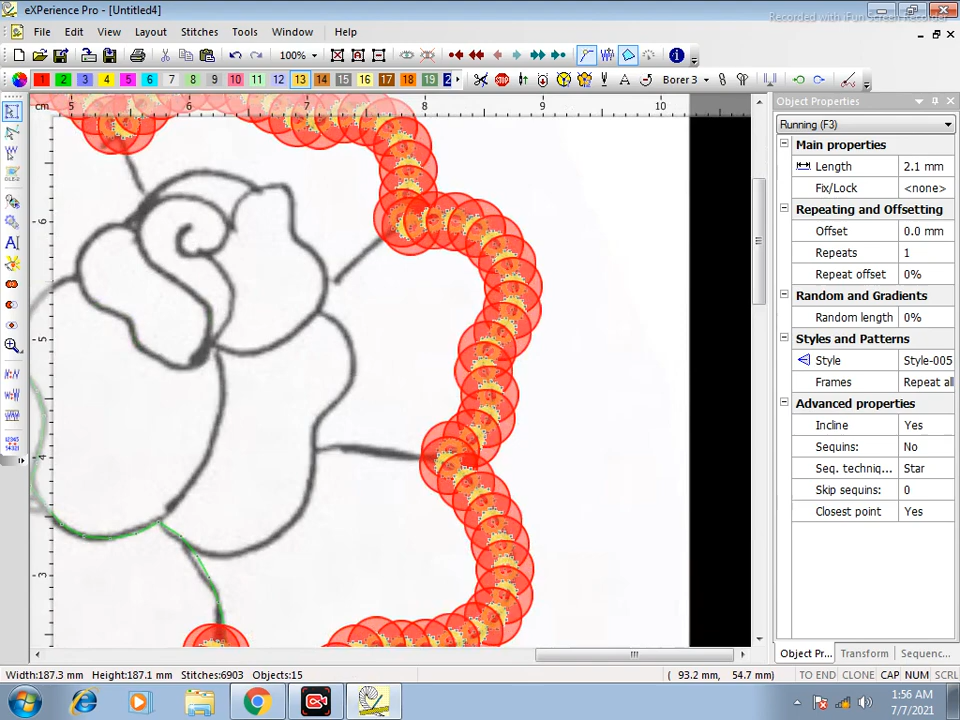 eXPerience Pro - [Untitled4]
Recorded with iFun Screen Recorder
File Edit View Layout Stitches Tools Window Help
100%
1 2 3 4 5 6 7 8 9 10 11 12 13 14 15 16 17 18 19 2 Borer 3
cm 5 6 7 8 9 10
6
5
4
3
Object Properties
Running (F3)
Main properties
Length 2.1 mm
Fix/Lock <none>
Repeating and Offsetting
Offset 0.0 mm
Repeats 1
Repeat offset 0%
Random and Gradients
Random length 0%
Styles and Patterns
Style Style-005
Frames Repeat all
Advanced properties
Incline Yes
Sequins: No
Seq. techniq... Star
Skip sequins: 0
Closest point Yes
Object Pr... Transform Sequenc...
Width:187.3 mm Height:187.1 mm Stitches:6903 Objects:15 ( 93.2 mm, 54.7 mm) TO END CLONE CAP NUM SCRL
1:56 AM
7/7/2021